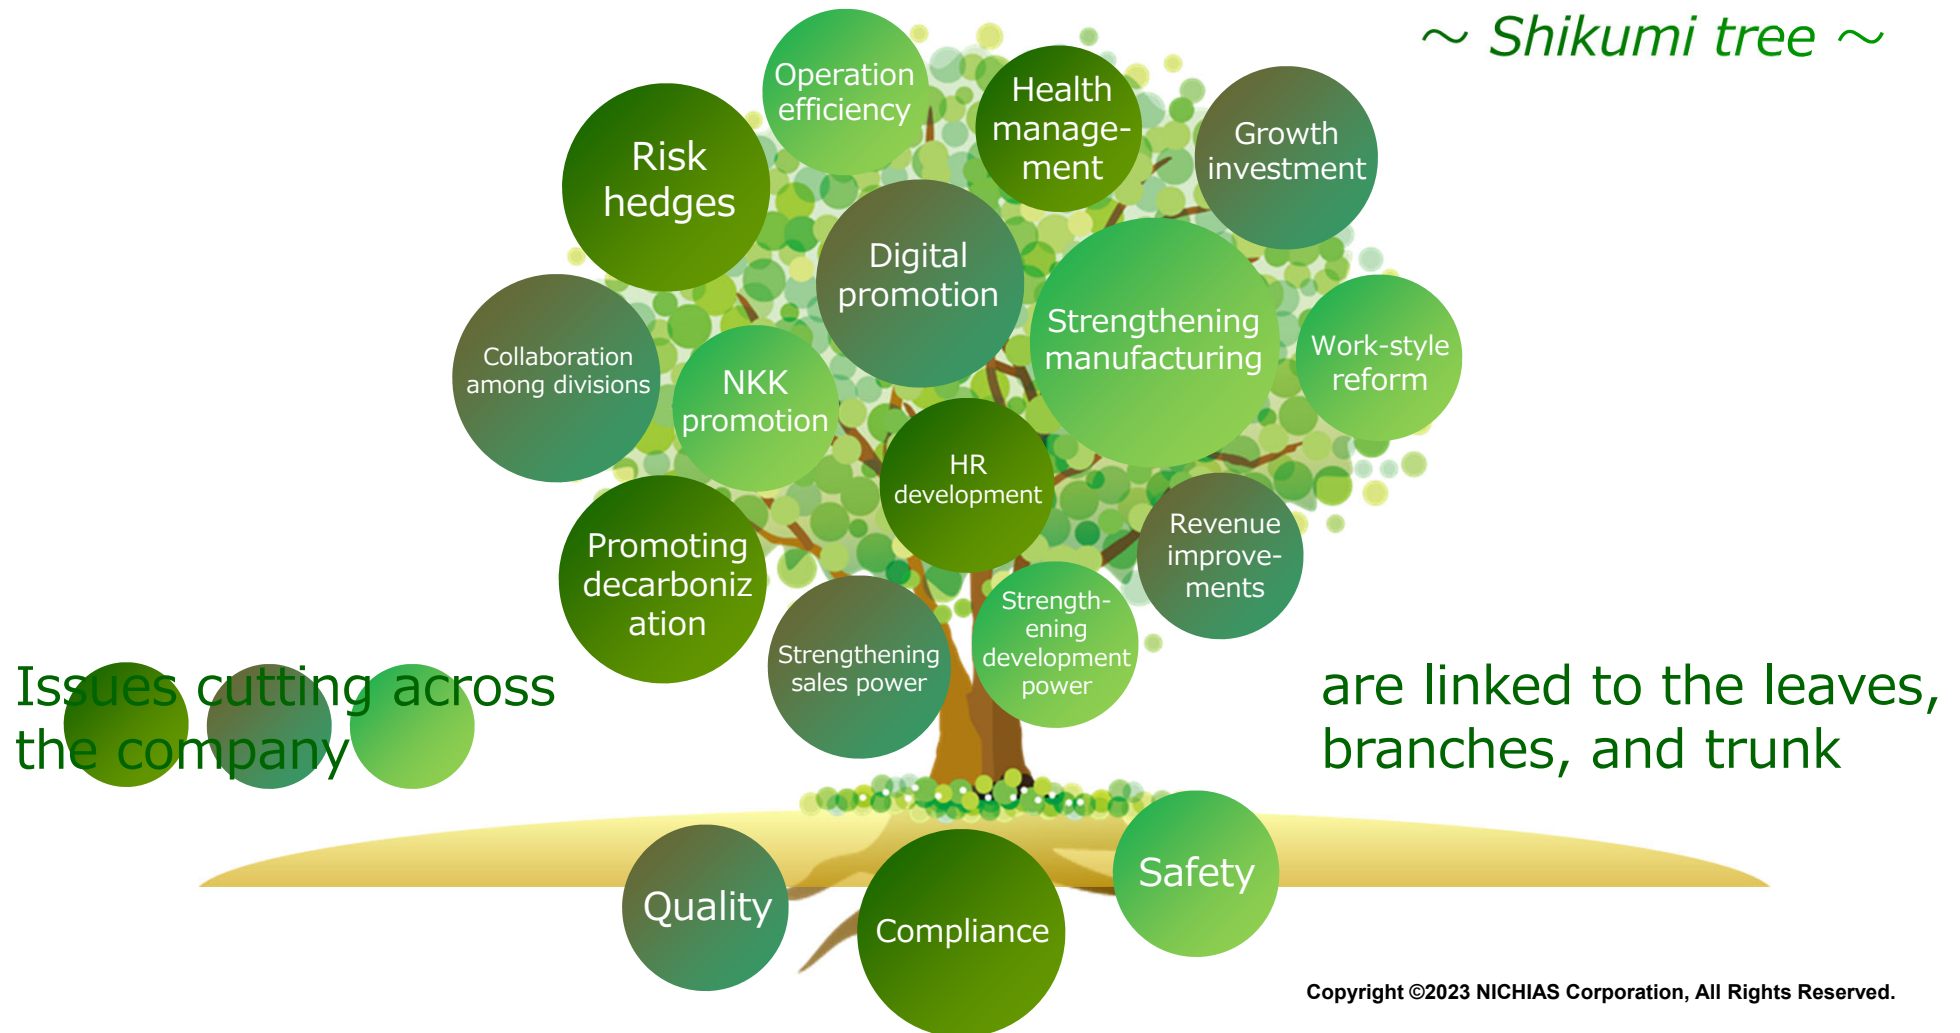 ～ Shikumi tree ～
Operation
efficiency
Health
manage-
ment
Growth
investment
Risk
hedges
Digital
promotion
Strengthening
manufacturing
Work-style
reform
Collaboration
among divisions
NKK
promotion
HR
development
Revenue
improve-
ments
Promoting
decarboniz
ation
Strengthening
sales power
Strength-
ening
development
power
Issues cutting across
the company
are linked to the leaves,
branches, and trunk
Quality
Compliance
Safety
Copyright ©2023 NICHIAS Corporation, All Rights Reserved.